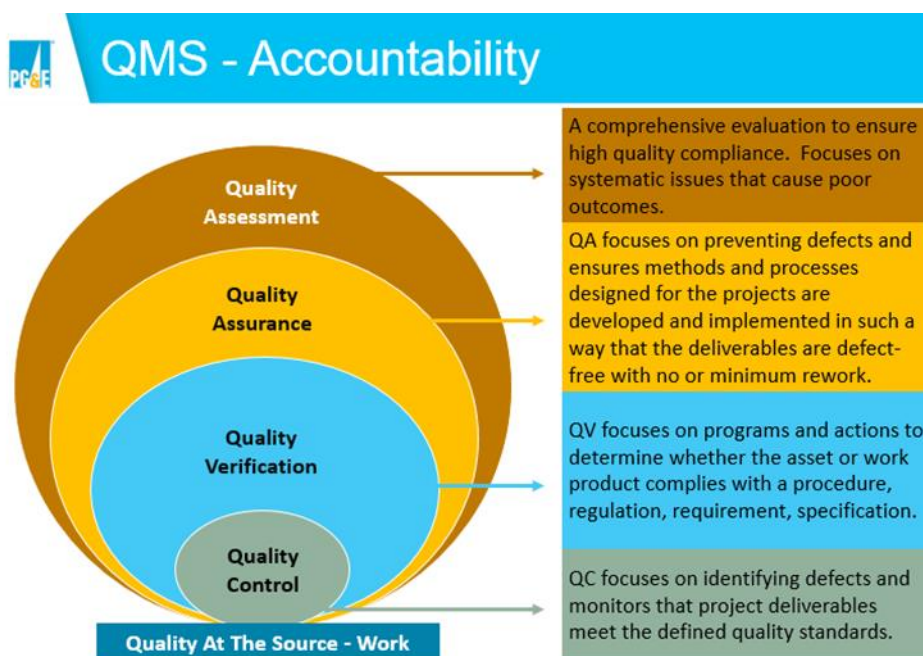 PG&E
QMS - Accountability
Quality
Assessment
Quality
Assurance
Quality
Verification
Quality
Control
Quality At The Source - Work
A comprehensive evaluation to ensure
high quality compliance.  Focuses on
systematic issues that cause poor
outcomes.
QA focuses on preventing defects and
ensures methods and processes
designed for the projects are
developed and implemented in such a
way that the deliverables are defect-
free with no or minimum rework.
QV focuses on programs and actions to
determine whether the asset or work
product complies with a procedure,
regulation, requirement, specification.
QC focuses on identifying defects and
monitors that project deliverables
meet the defined quality standards.